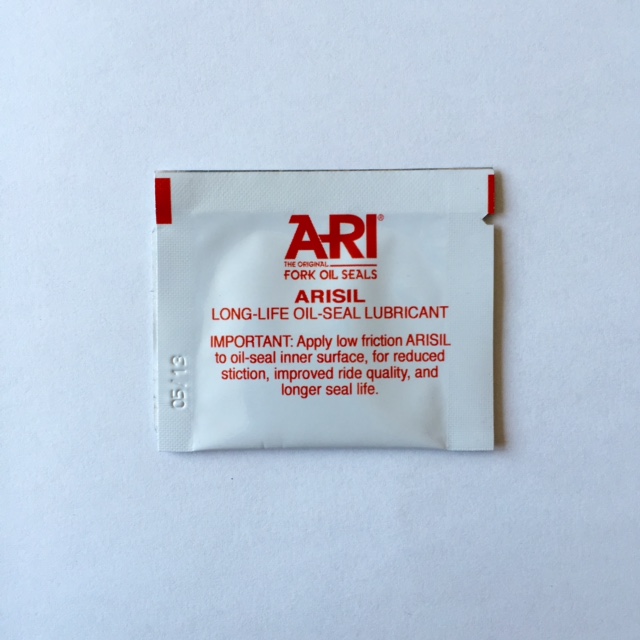 ARI®
THE ORIGINAL
FORK OIL SEALS
ARISIL
LONG-LIFE OIL-SEAL LUBRICANT
IMPORTANT: Apply low friction ARISIL
to oil-seal inner surface, for reduced
stiction, improved ride quality, and
longer seal life.
05/13